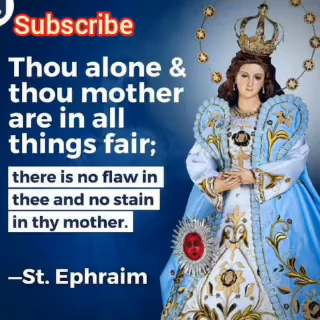 Subscribe
Thou alone &
thou mother
are in all
things fair;
there is no flaw in
thee and no stain
in thy mother.
—St. Ephraim